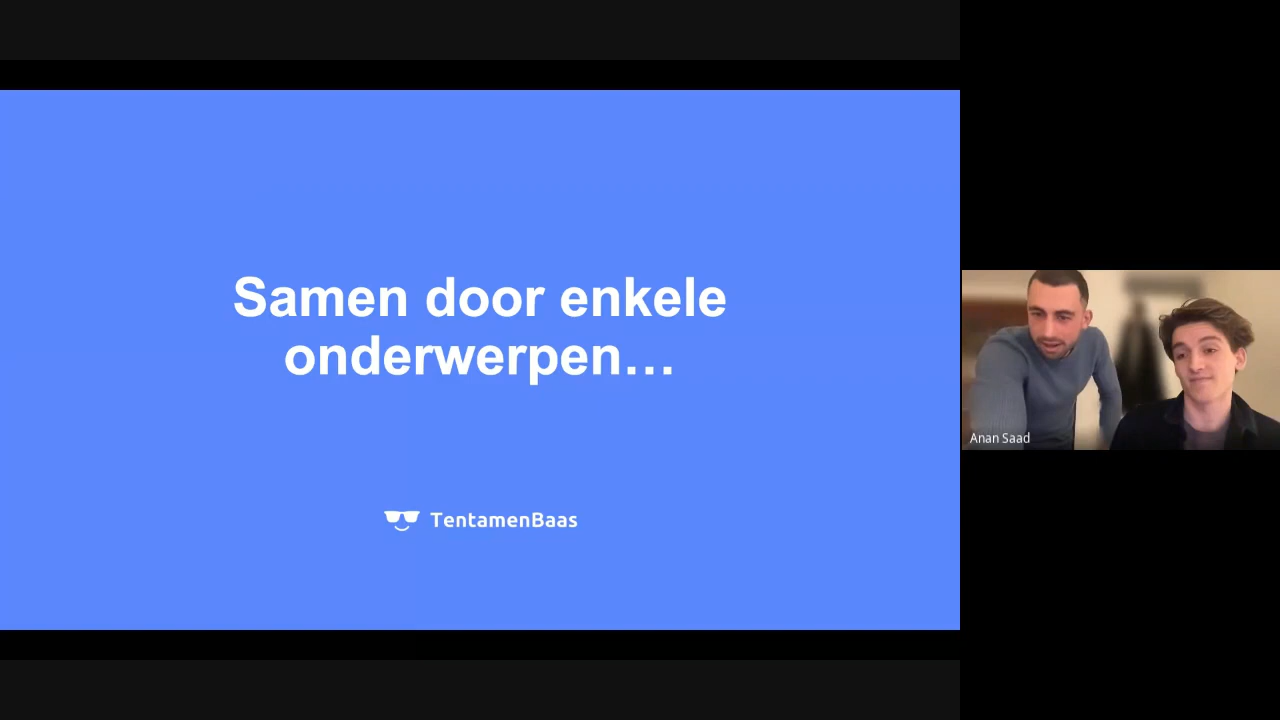 Samen door enkele
onderwerpen…
TentamenBaas
Anan Saad